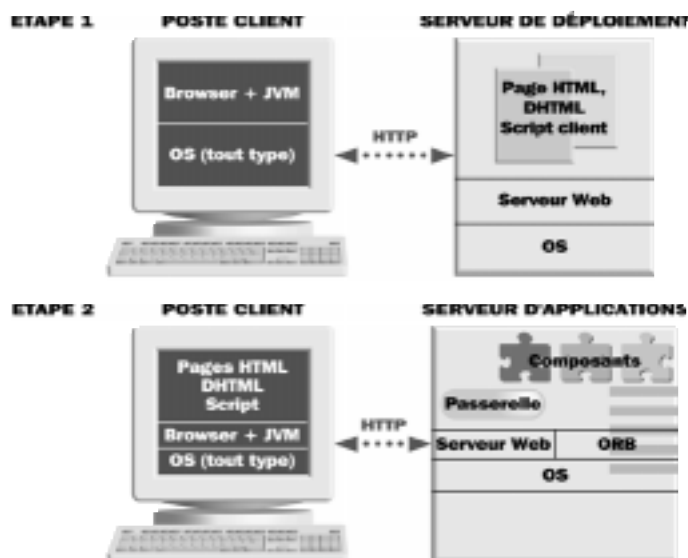 ETAPE 1 POSTE CLIENT SERVEUR DE DÉPLOIEMENT
Browser + JVM
OS (tout type)
HTTP
Page HTML,
DHTML
Script client
Serveur Web
OS
ETAPE 2 POSTE CLIENT SERVEUR D'APPLICATIONS
Pages HTML
DHTML
Script
Browser + JVM
OS (tout type)
HTTP
Composants
Passerelle
Serveur Web ORB
OS